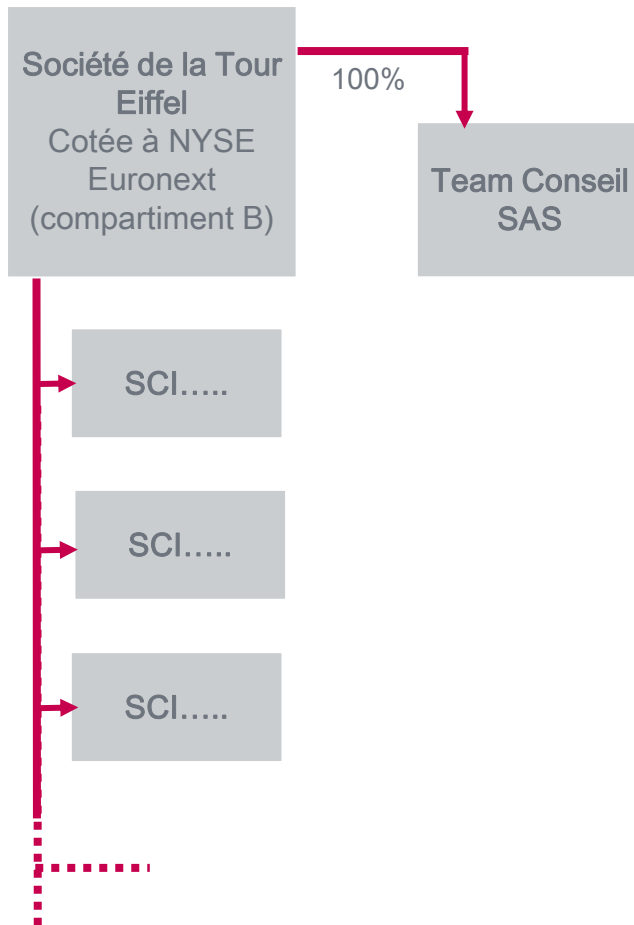 Société de la Tour
Eiffel
Cotée à NYSE
Euronext
(compartiment B)
100%
Team Conseil
SAS
SCI.....
SCI.....
SCI.....